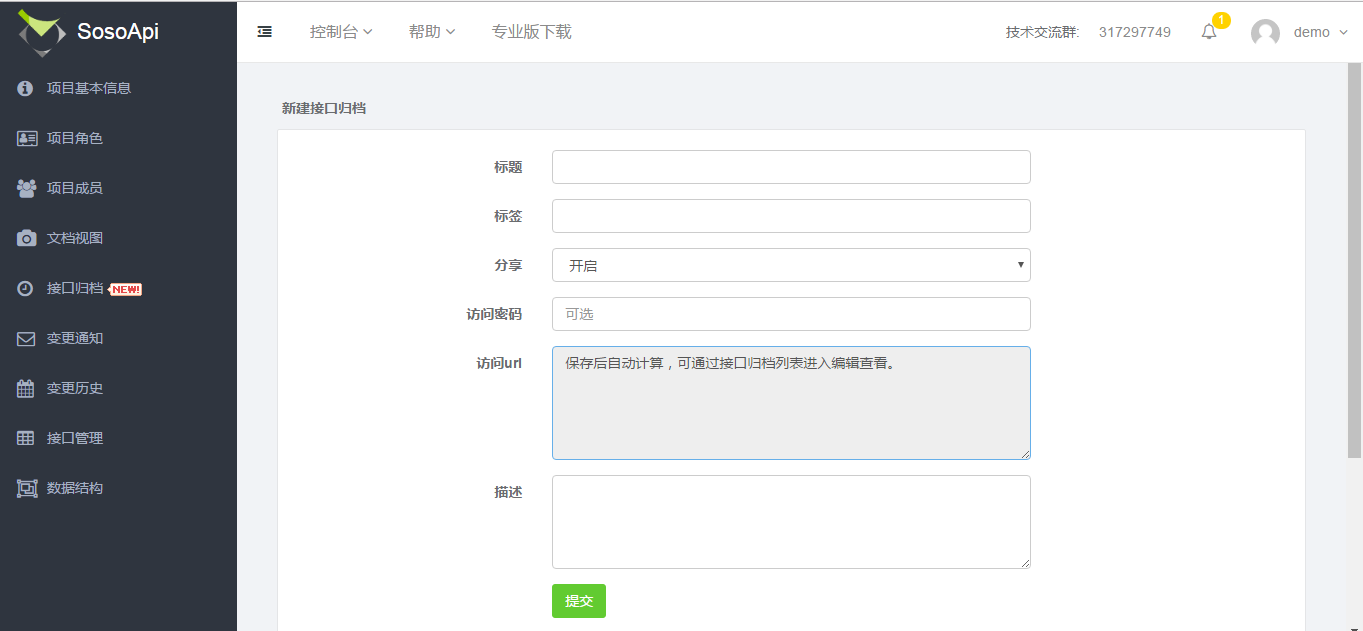 SosoApi
控制台 帮助 专业版下载 技术交流群: 317297749 1 demo
项目基本信息
项目角色
项目成员
文档视图
接口归档 NEW!
变更通知
变更历史
接口管理
数据结构
新建接口归档
标题
标签
分享 开启
访问密码 可选
访问url 保存后自动计算，可通过接口归档列表进入编辑查看。
描述
提交